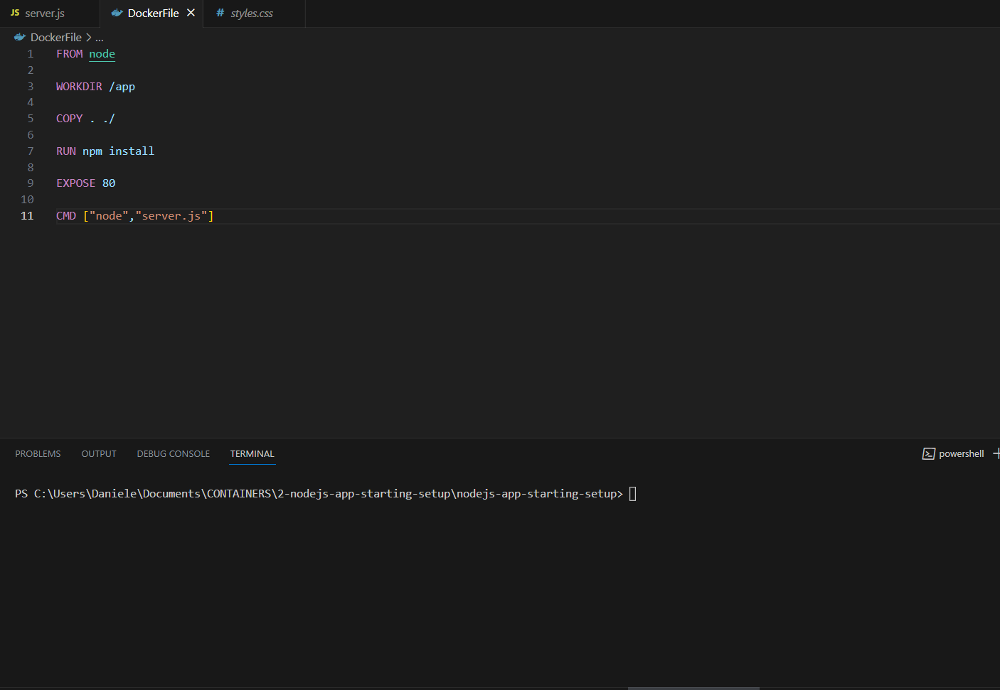 JS server.js
DockerFile
# styles.css
DockerFile > ...
1 FROM node
2
3 WORKDIR /app
4
5 COPY . ../
6
7 RUN npm install
8
9 EXPOSE 80
10
11 CMD ["node","server.js"]
PROBLEMS OUTPUT DEBUG CONSOLE TERMINAL
powershell
PS C:\Users\Daniele\Documents\CONTAINERS\2-nodejs-app-starting-setup\nodejs-app-starting-setup>